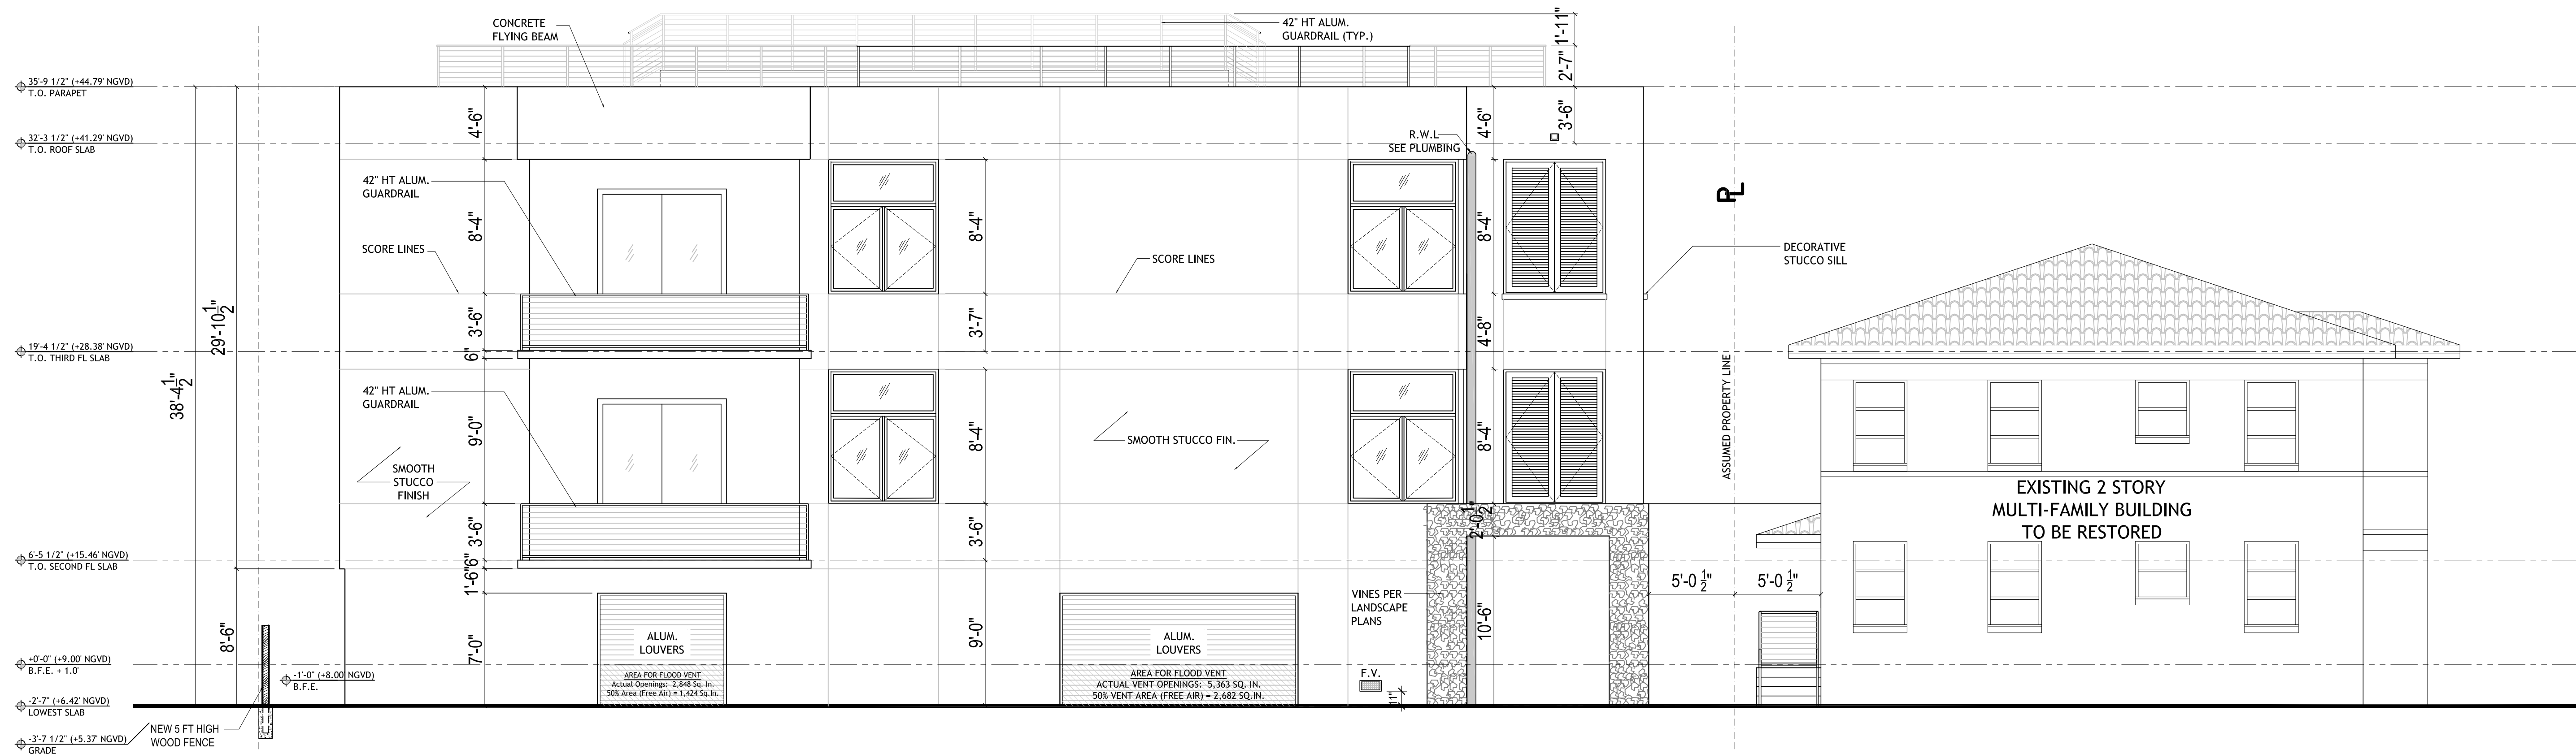 CONCRETE
FLYING BEAM
42" HT ALUM.
GUARDRAIL (TYP.)
1'-11"
2'-7"
3'-6"
35'-9 1/2" (+44.79' NGVD)
T.O. PARAPET
32'-3 1/2" (+41.29' NGVD)
T.O. ROOF SLAB
19'-4 1/2" (+28.38' NGVD)
T.O. THIRD FL SLAB
6'-5 1/2" (+15.46' NGVD)
T.O. SECOND FL SLAB
+0'-0" (+9.00' NGVD)
B.F.E. + 1.0'
-1'-0" (+8.00' NGVD)
B.F.E.
-2'-7" (+6.42' NGVD)
LOWEST SLAB
-3'-7 1/2" (+5.37' NGVD)
GRADE
NEW 5 FT HIGH
WOOD FENCE
38'-4 1/2"
29'-10 1/2"
8'-6"
42" HT ALUM.
GUARDRAIL
SCORE LINES
42" HT ALUM.
GUARDRAIL
SMOOTH
STUCCO
FINISH
4'-6"
8'-4"
3'-6"
6"
9'-0"
3'-6"
6"
1'-6"
7'-0"
8'-4"
3'-7"
8'-4"
3'-6"
9'-0"
SCORE LINES
SMOOTH STUCCO FIN.
ALUM.
LOUVERS
AREA FOR FLOOD VENT
Actual Openings: 2,848 Sq. In.
50% Area (Free Air) = 1,424 Sq.In.
ALUM.
LOUVERS
AREA FOR FLOOD VENT
ACTUAL VENT OPENINGS: 5,363 SQ. IN.
50% VENT AREA (FREE AIR) = 2,682 SQ.IN.
R.W.L
SEE PLUMBING
VINES PER
LANDSCAPE
PLANS
F.V.
11"
4'-6"
8'-4"
4'-8"
8'-4"
2'-0 1/2"
10'-6"
PL
DECORATIVE
STUCCO SILL
ASSUMED PROPERTY LINE
5'-0 1/2"
5'-0 1/2"
EXISTING 2 STORY
MULTI-FAMILY BUILDING
TO BE RESTORED